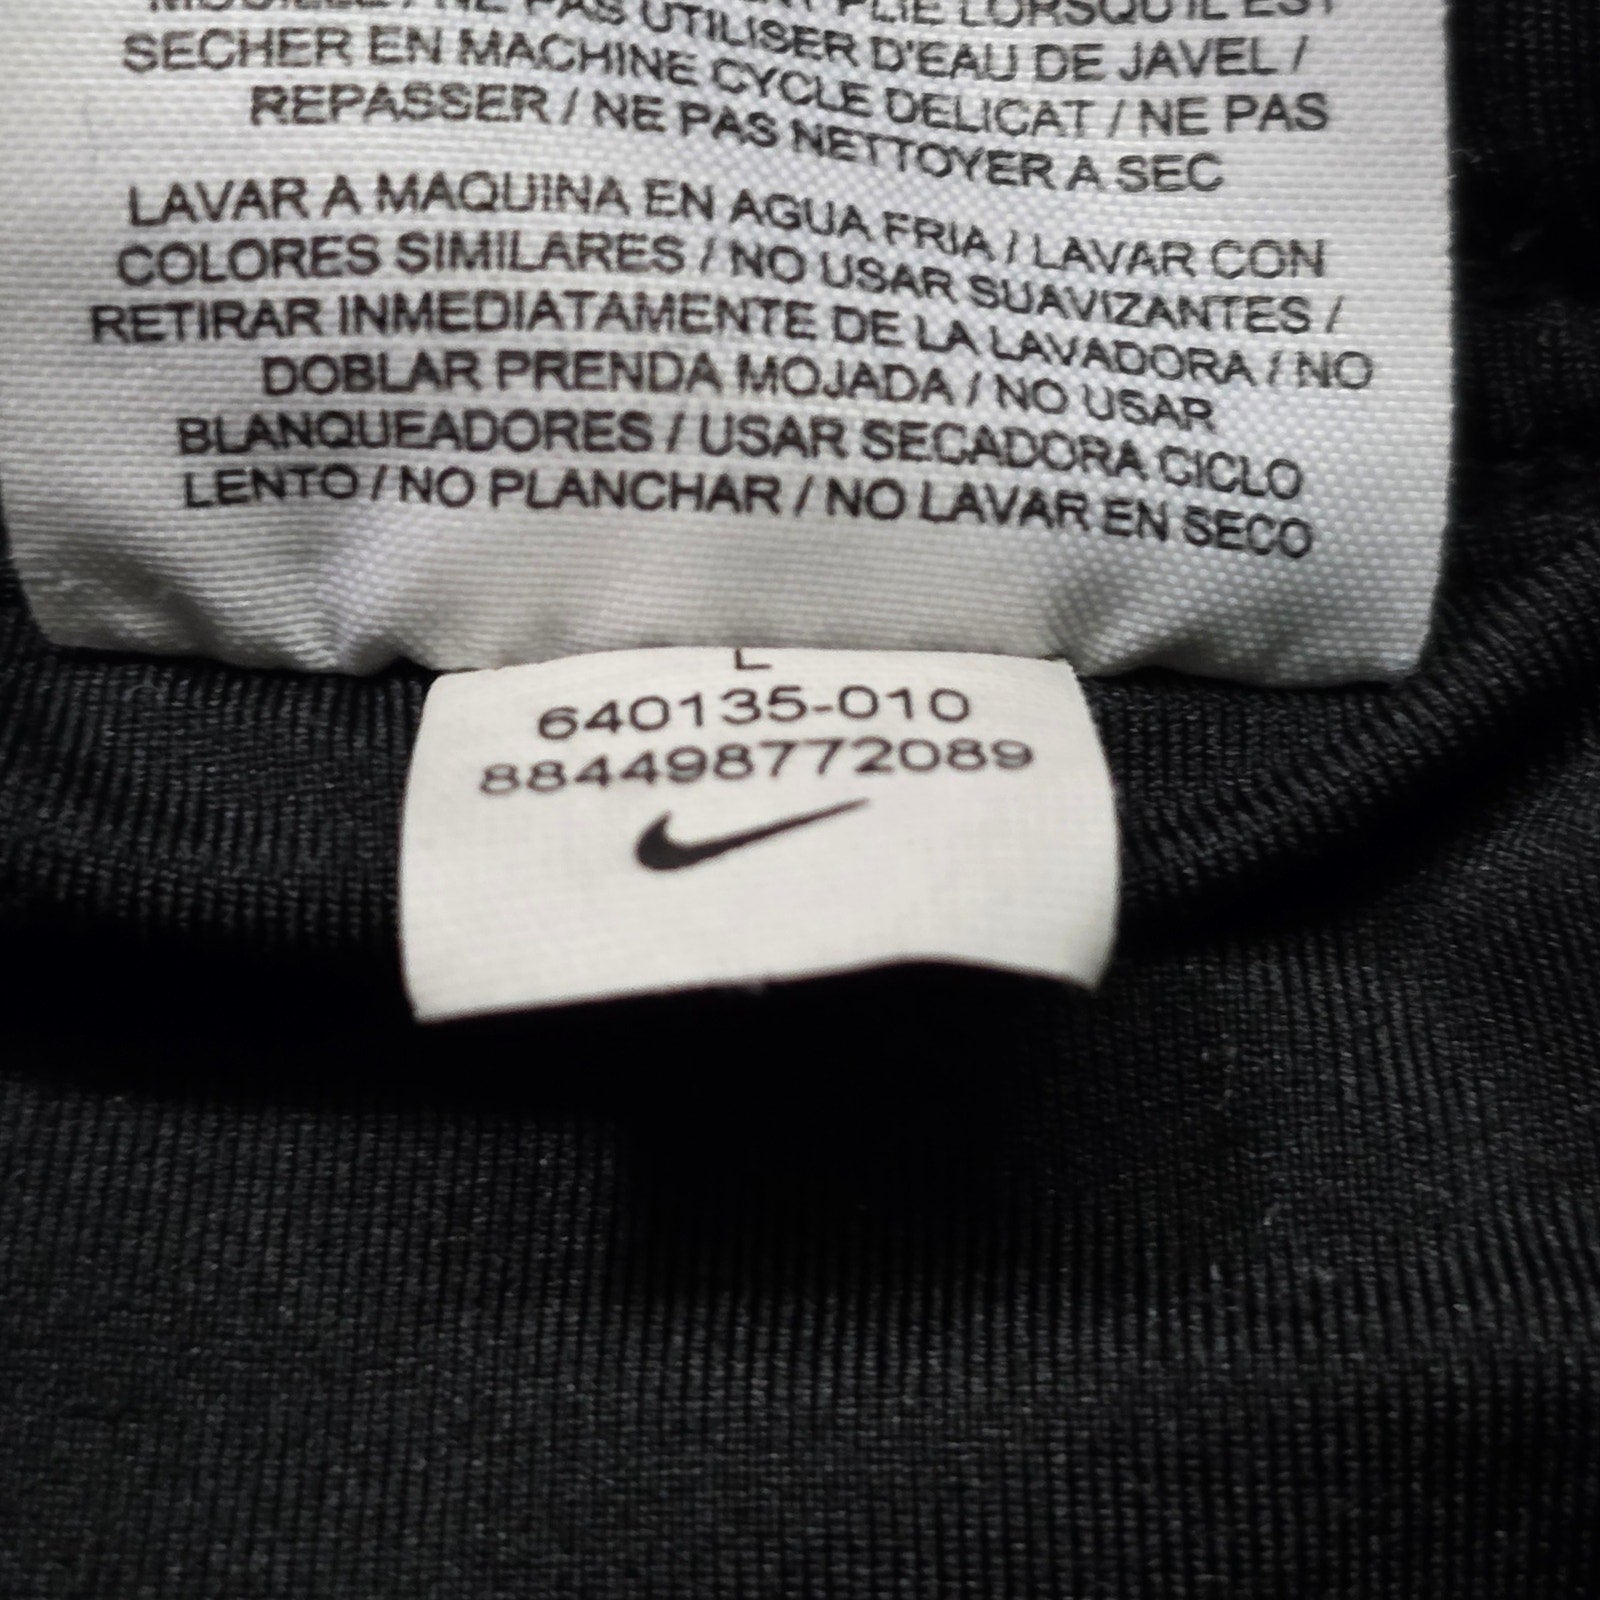 PAS UTILISER D'EAU DE JAVEL /
SECHER EN MACHINE CYCLE DELICAT / NE PAS
REPASSER / NE PAS NETTOYER A SEC
LAVAR A MAQUINA EN AGUA FRIA / LAVAR CON
COLORES SIMILARES / NO USAR SUAVIZANTES /
RETIRAR INMEDIATAMENTE DE LA LAVADORA / NO
DOBLAR PRENDA MOJADA / NO USAR
BLANQUEADORES / USAR SECADORA CICLO
LENTO / NO PLANCHAR / NO LAVAR EN SECO
L
640135-010
884498772089